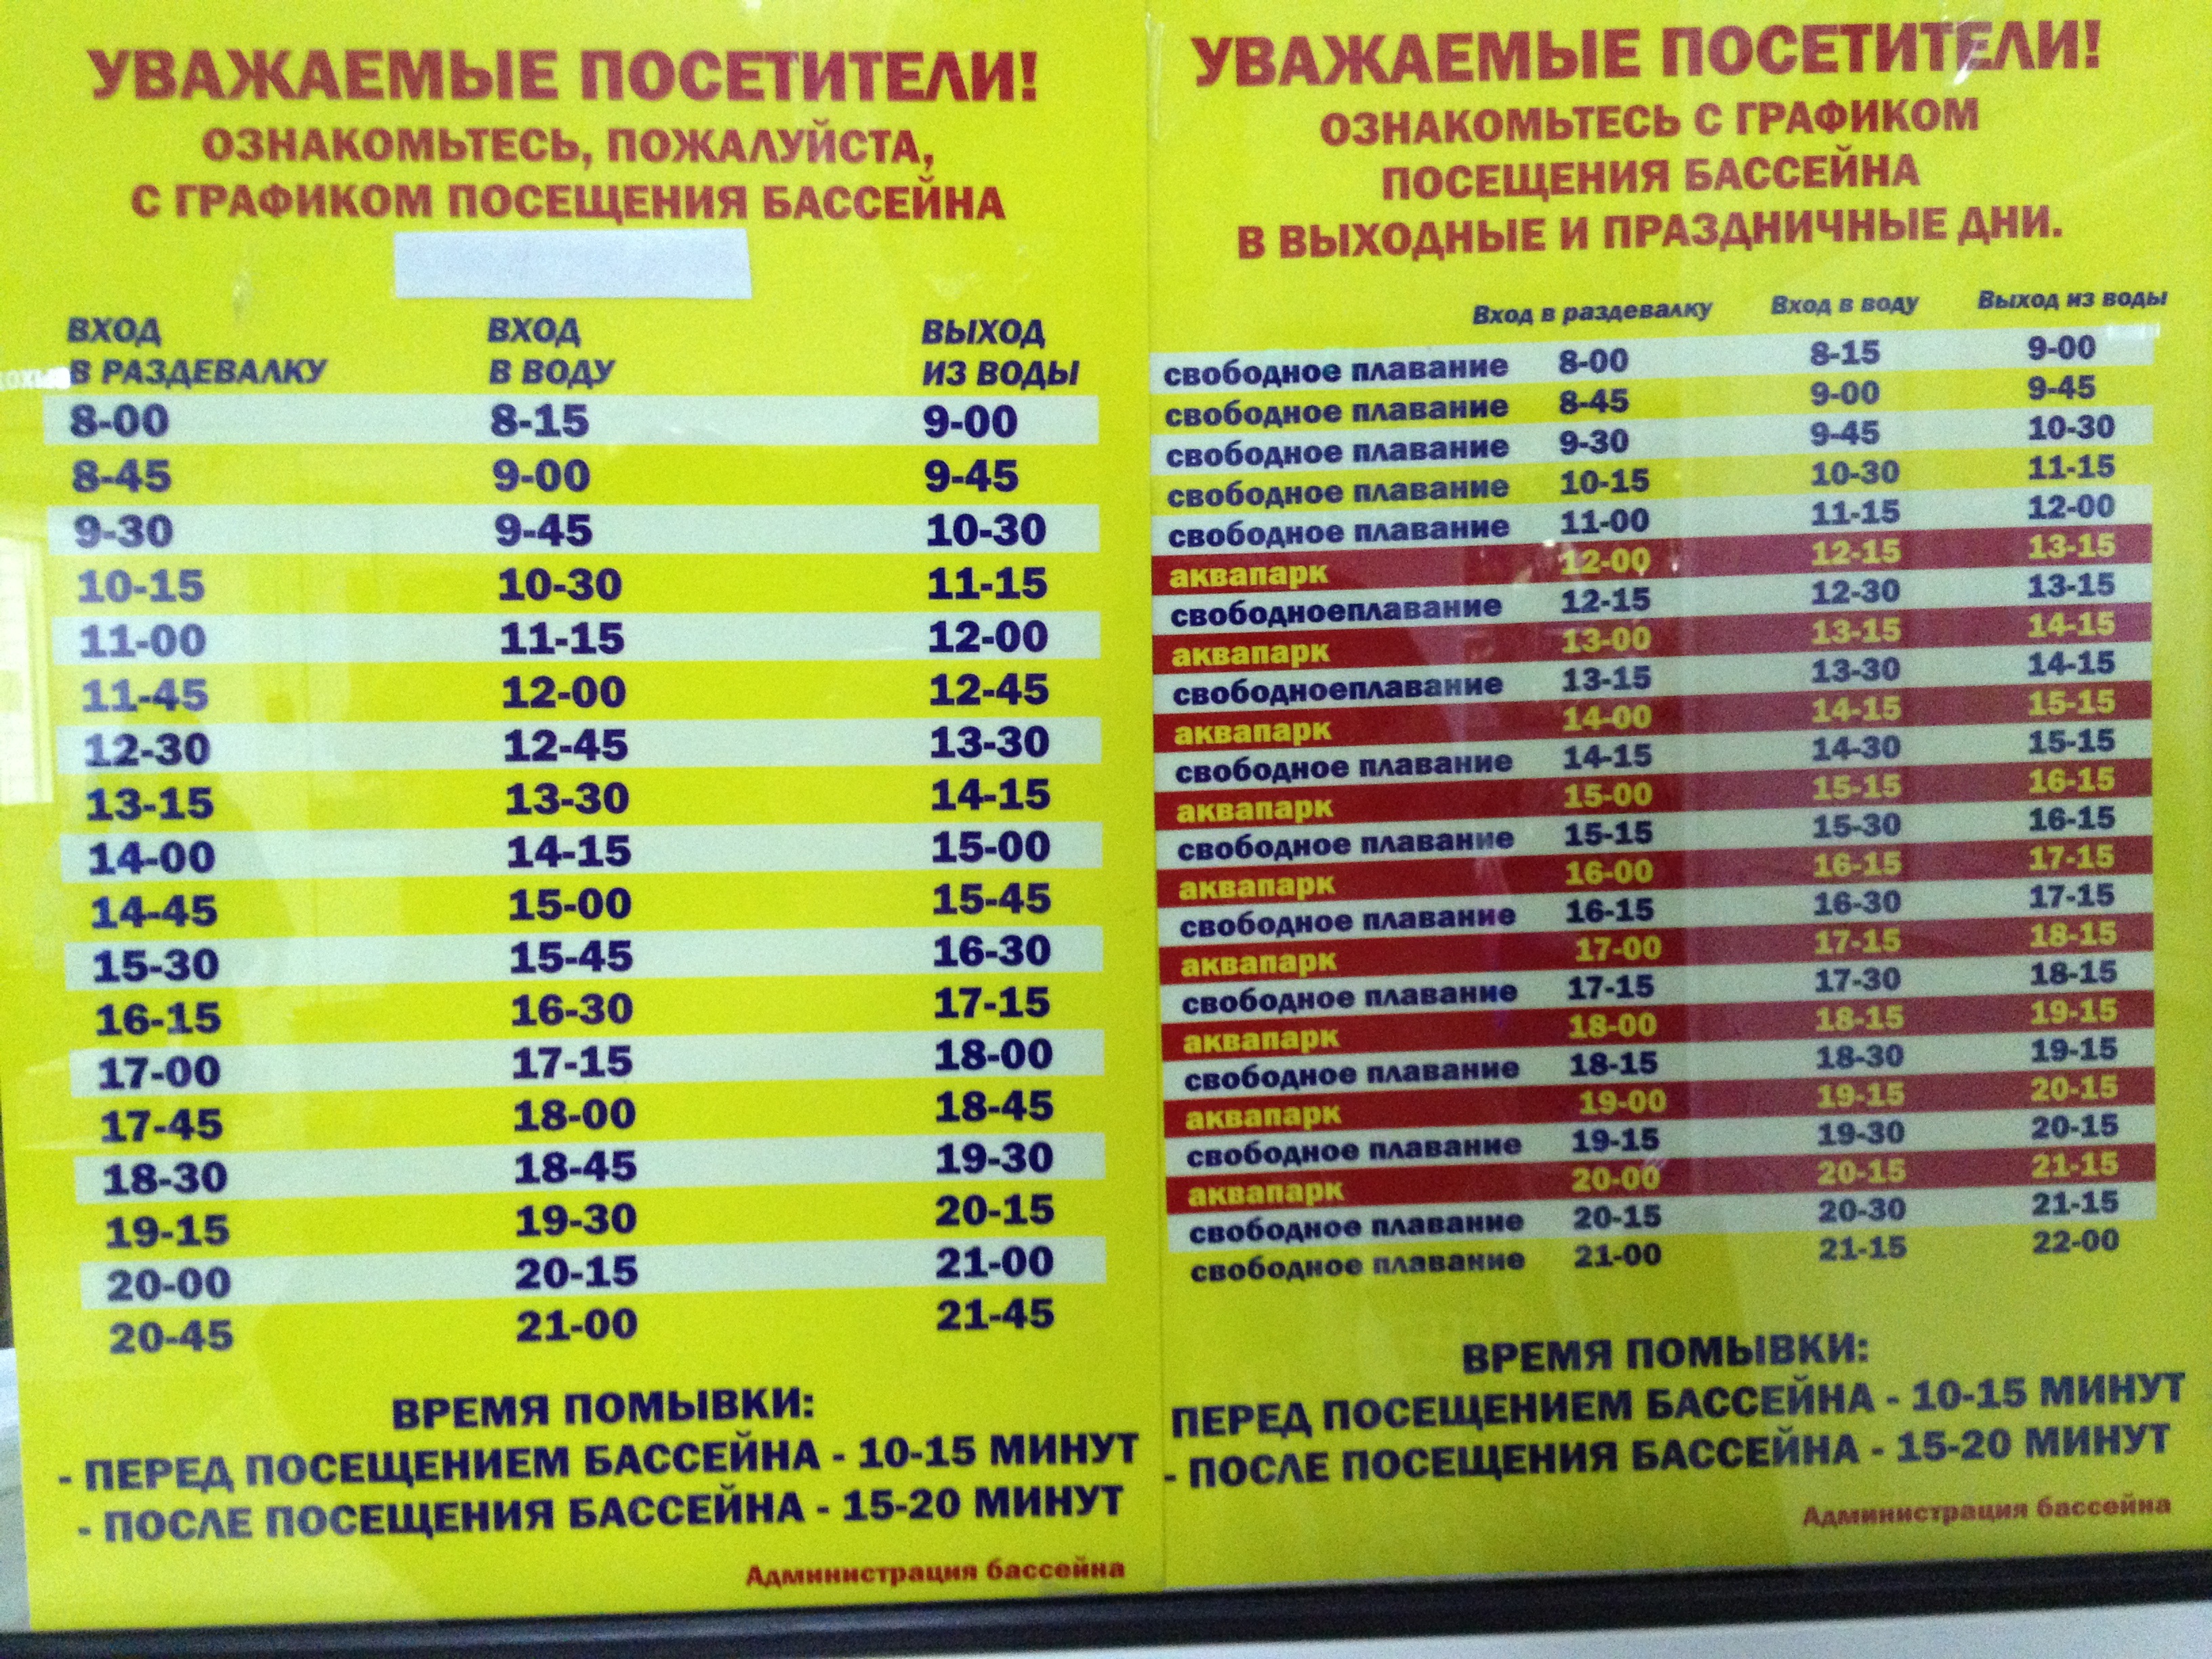 УВАЖАЕМЫЕ ПОСЕТИТЕЛИ!
ОЗНАКОМЬТЕСЬ, ПОЖАЛУЙСТА,
С ГРАФИКОМ ПОСЕЩЕНИЯ БАССЕЙНА
ВХОД ВХОД ВЫХОД
В РАЗДЕВАЛКУ В ВОДУ ИЗ ВОДЫ
8-00 8-15 9-00
8-45 9-00 9-45
9-30 9-45 10-30
10-15 10-30 11-15
11-00 11-15 12-00
11-45 12-00 12-45
12-30 12-45 13-30
13-15 13-30 14-15
14-00 14-15 15-00
14-45 15-00 15-45
15-30 15-45 16-30
16-15 16-30 17-15
17-00 17-15 18-00
17-45 18-00 18-45
18-30 18-45 19-30
19-15 19-30 20-15
20-00 20-15 21-00
20-45 21-00 21-45
ВРЕМЯ ПОМЫВКИ:
- ПЕРЕД ПОСЕЩЕНИЕМ БАССЕЙНА - 10-15 МИНУТ
- ПОСЛЕ ПОСЕЩЕНИЯ БАССЕЙНА - 15-20 МИНУТ
Администрация бассейна
УВАЖАЕМЫЕ ПОСЕТИТЕЛИ!
ОЗНАКОМЬТЕСЬ С ГРАФИКОМ
ПОСЕЩЕНИЯ БАССЕЙНА
В ВЫХОДНЫЕ И ПРАЗДНИЧНЫЕ ДНИ.
Вход в раздевалку Вход в воду Выход из воды
свободное плавание 8-00 8-15 9-00
свободное плавание 8-45 9-00 9-45
свободное плавание 9-30 9-45 10-30
свободное плавание 10-15 10-30 11-15
свободное плавание 11-00 11-15 12-00
аквапарк 12-00 12-15 13-15
свободноеплавание 12-15 12-30 13-15
аквапарк 13-00 13-15 14-15
свободноеплавание 13-15 13-30 14-15
аквапарк 14-00 14-15 15-15
свободное плавание 14-15 14-30 15-15
аквапарк 15-00 15-15 16-15
свободное плавание 15-15 15-30 16-15
аквапарк 16-00 16-15 17-15
свободное плавание 16-15 16-30 17-15
аквапарк 17-00 17-15 18-15
свободное плавание 17-15 17-30 18-15
аквапарк 18-00 18-15 19-15
свободное плавание 18-15 18-30 19-15
аквапарк 19-00 19-15 20-15
свободное плавание 19-15 19-30 20-15
аквапарк 20-00 20-15 21-15
свободное плавание 20-15 20-30 21-15
свободное плавание 21-00 21-15 22-00
ВРЕМЯ ПОМЫВКИ:
ПЕРЕД ПОСЕЩЕНИЕМ БАССЕЙНА - 10-15 МИНУТ
- ПОСЛЕ ПОСЕЩЕНИЯ БАССЕЙНА - 15-20 МИНУТ
Администрация бассейна